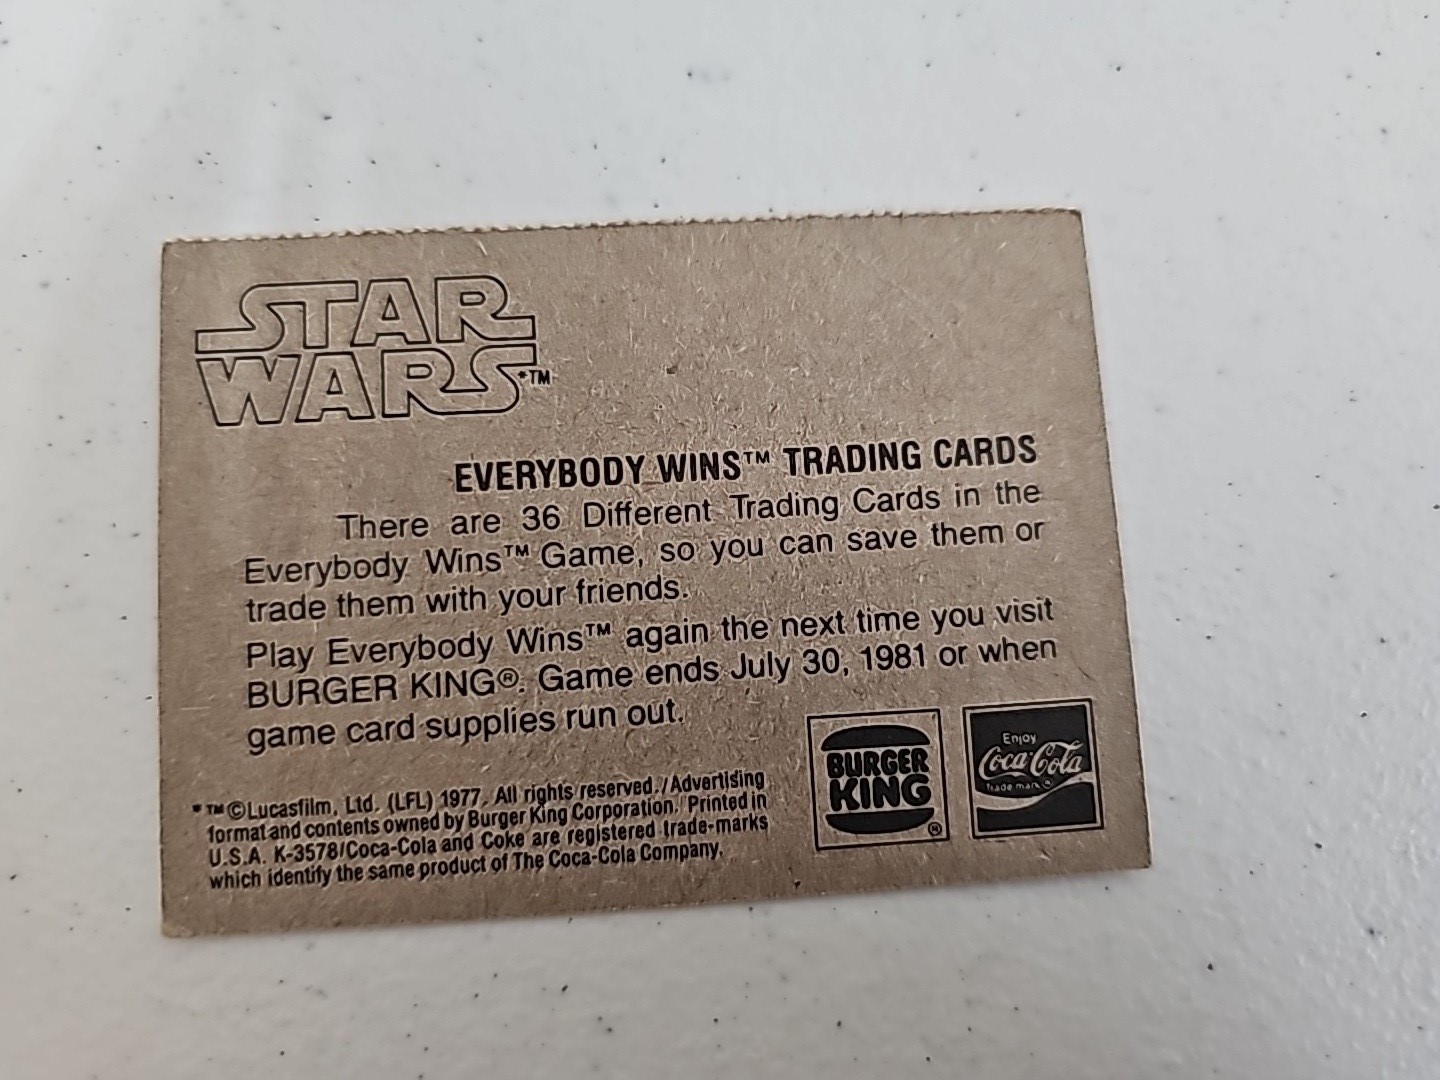 STAR
WARS*™
EVERYBODY WINS™ TRADING CARDS
There are 36 Different Trading Cards in the
Everybody Wins™ Game, so you can save them or
trade them with your friends.
Play Everybody Wins™ again the next time you visit
BURGER KING®. Game ends July 30, 1981 or when
game card supplies run out.
*™©Lucasfilm, Ltd. (LFL) 1977. All rights reserved./Advertising
format and contents owned by Burger King Corporation. Printed in
U.S.A. K-3578/Coca-Cola and Coke are registered trade-marks
which identify the same product of The Coca-Cola Company.
BURGER
KING®
Enjoy
Coca-Cola
Trade mark®